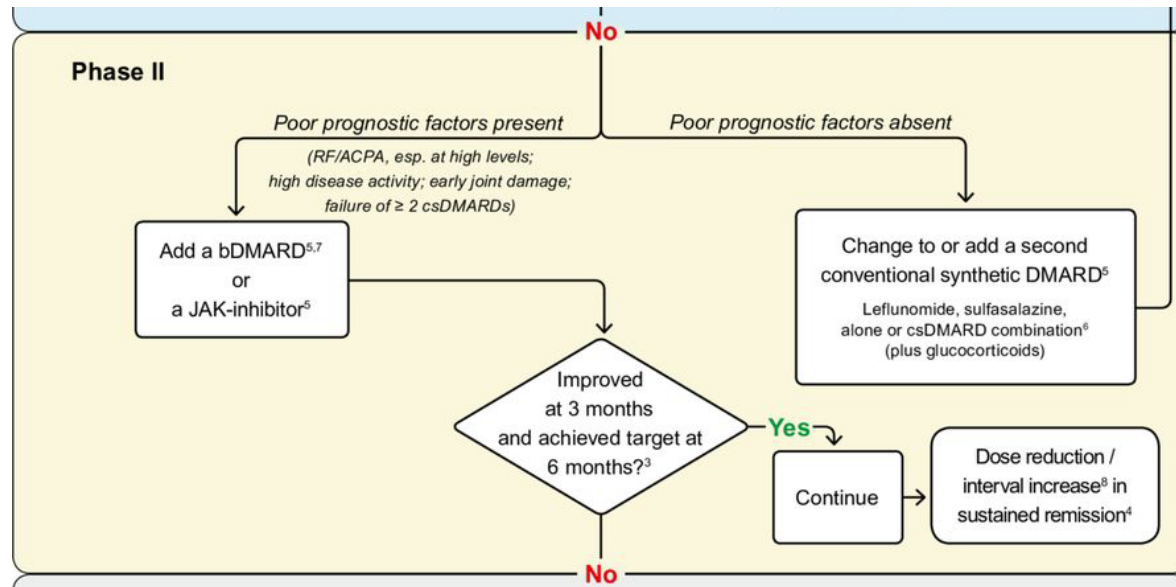 No
Phase II
Poor prognostic factors present
(RF/ACPA, esp. at high levels;
high disease activity; early joint damage;
failure of ≥ 2 csDMARDs)
Poor prognostic factors absent
Add a bDMARD⁵,⁷
or
a JAK-inhibitor⁵
Change to or add a second
conventional synthetic DMARD⁵
Leflunomide, sulfasalazine,
alone or csDMARD combination⁶
(plus glucocorticoids)
Improved
at 3 months
and achieved target at
6 months?³
Yes
Continue
Dose reduction /
interval increase⁸ in
sustained remission⁴
No